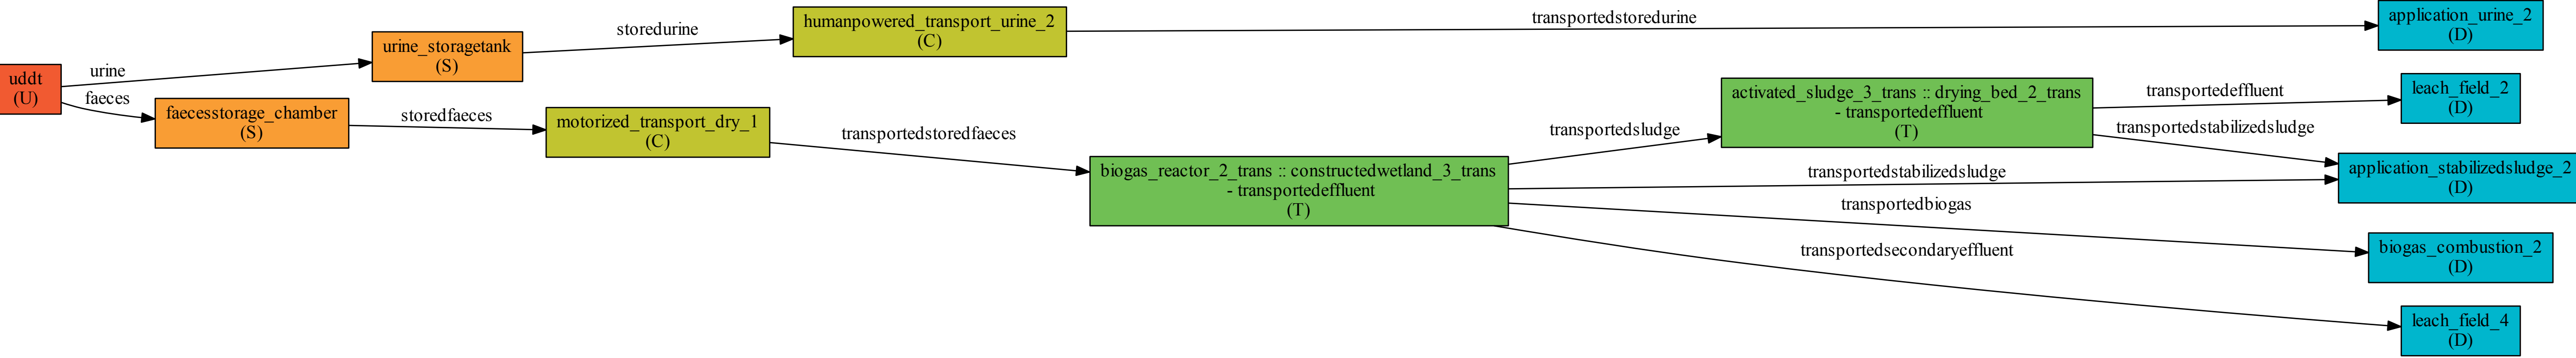 uddt
(U)
urine
faeces
urine_storagetank
(S)
faecesstorage_chamber
(S)
storedurine
storedfaeces
humanpowered_transport_urine_2
(C)
motorized_transport_dry_1
(C)
transportedstoredurine
transportedstoredfaeces
biogas_reactor_2_trans :: constructedwetland_3_trans
- transportedeffluent
(T)
transportedsludge
activated_sludge_3_trans :: drying_bed_2_trans
- transportedeffluent
(T)
transportedeffluent
transportedstabilizedsludge
transportedstabilizedsludge
transportedbiogas
transportedsecondaryeffluent
application_urine_2
(D)
leach_field_2
(D)
application_stabilizedsludge_2
(D)
biogas_combustion_2
(D)
leach_field_4
(D)